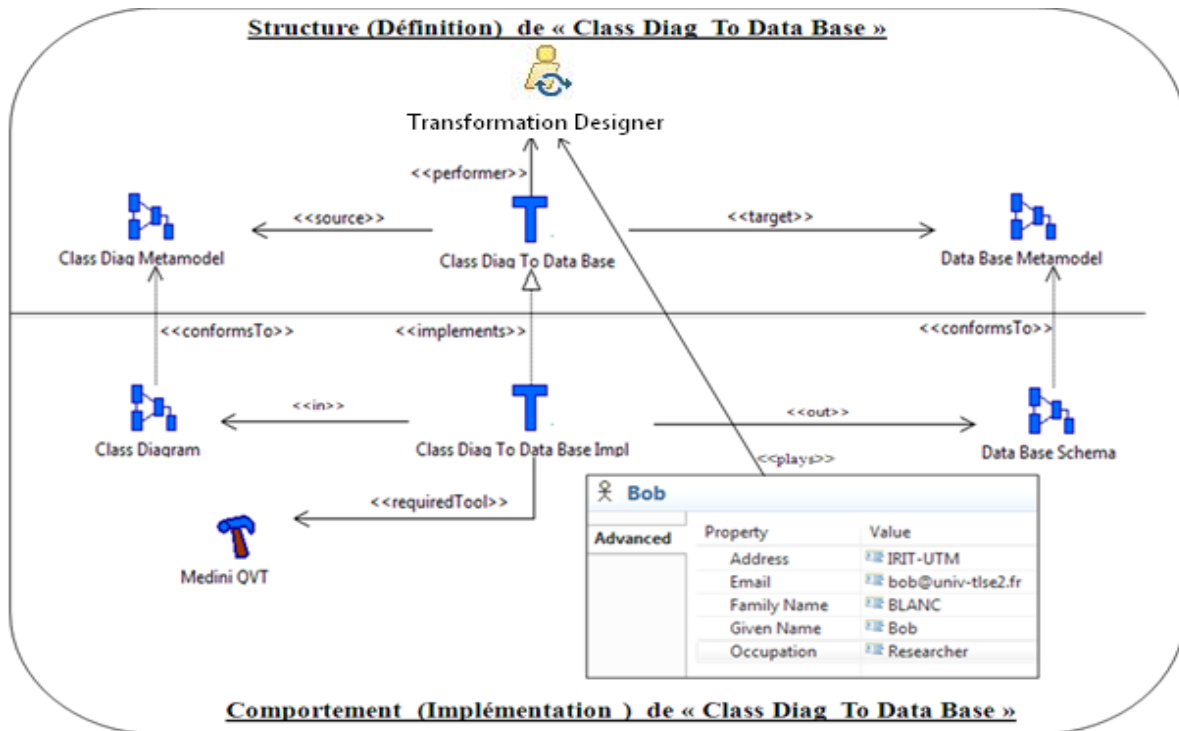 Structure (Définition) de « Class Diag To Data Base »
Transformation Designer
<<performer>>
<<source>>
<<target>>
Class Diag Metamodel
Class Diag To Data Base
Data Base Metamodel
<<conformsTo>>
<<implements>>
<<conformsTo>>
<<in>>
<<out>>
Class Diagram
Class Diag To Data Base Impl
Data Base Schema
<<plays>>
<<requiredTool>>
Medini QVT
Bob
Advanced
Property Value
Address IRIT-UTM
Email bob@univ-tlse2.fr
Family Name BLANC
Given Name Bob
Occupation Researcher
Comportement (Implémentation ) de « Class Diag To Data Base »